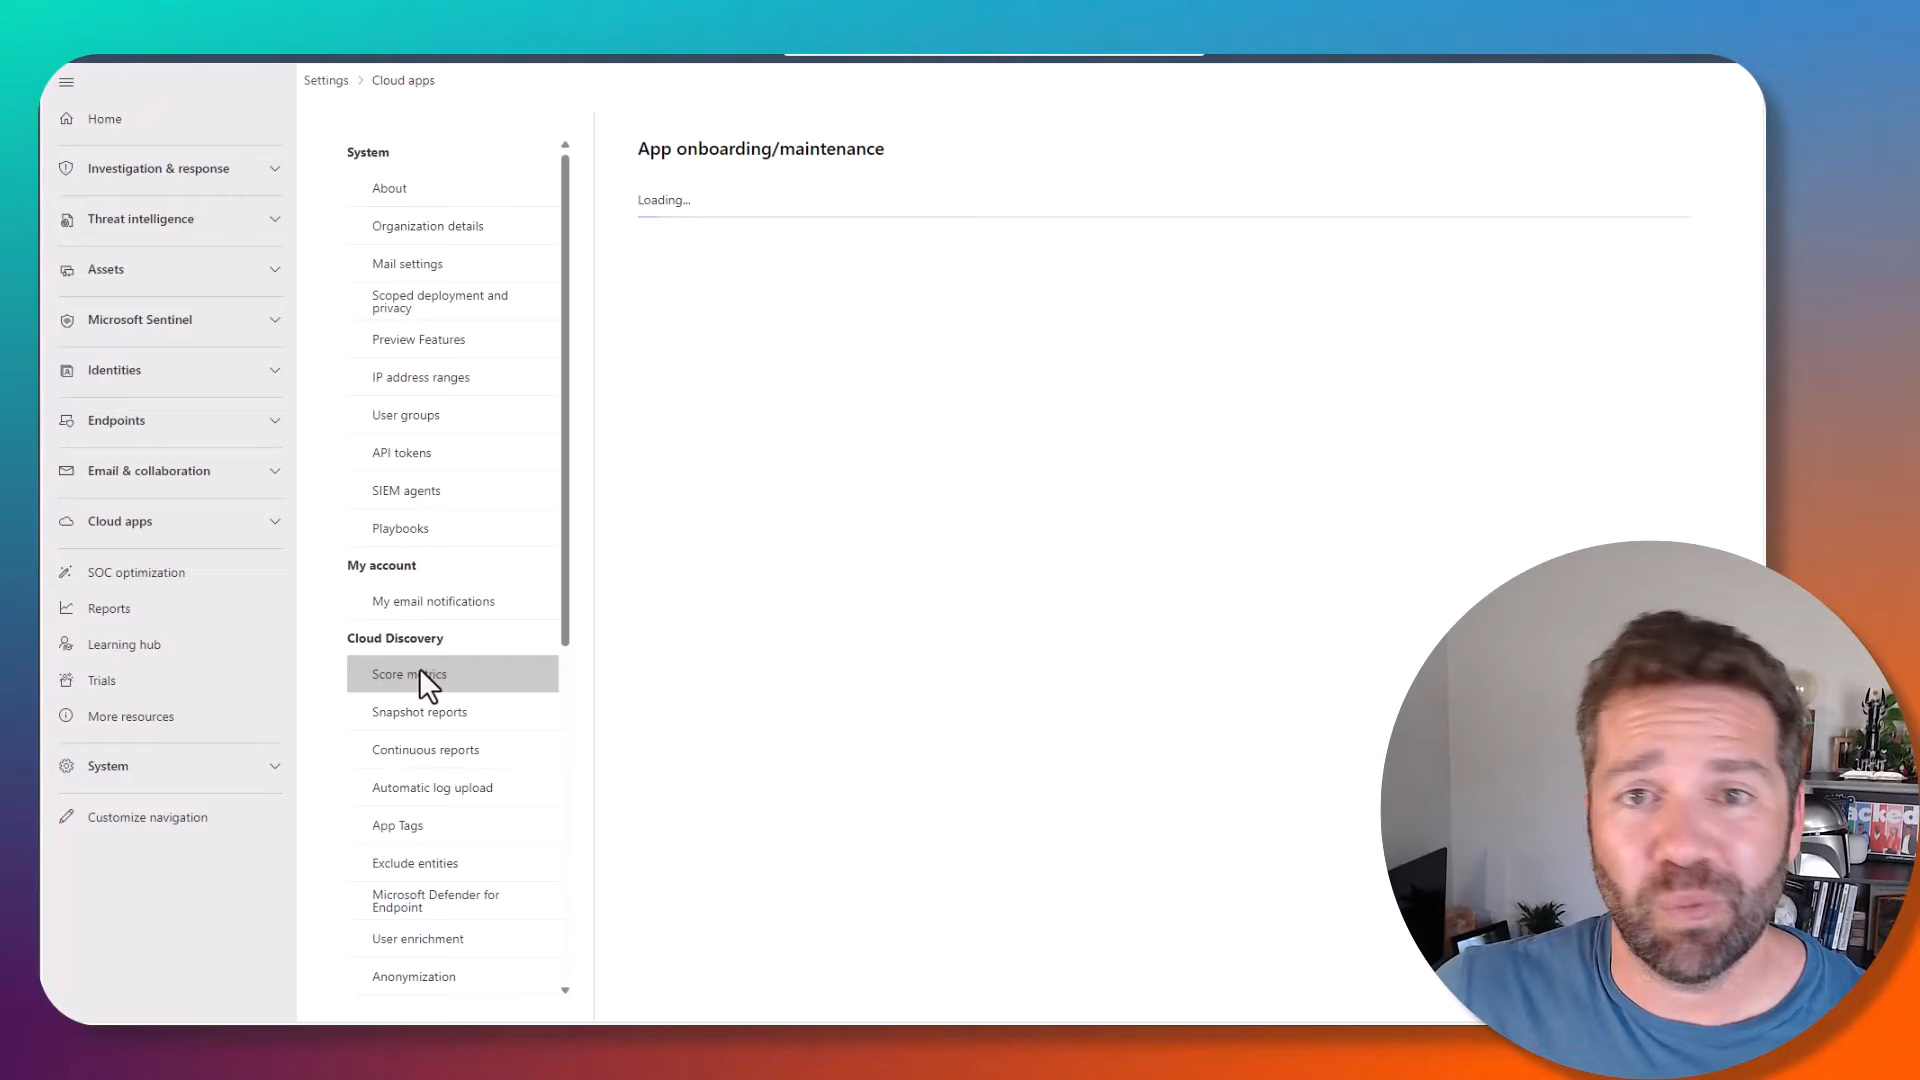 Settings > Cloud apps
Home
Investigation & response
Threat intelligence
Assets
Microsoft Sentinel
Identities
Endpoints
Email & collaboration
Cloud apps
SOC optimization
Reports
Learning hub
Trials
More resources
System
Customize navigation
System
About
Organization details
Mail settings
Scoped deployment and
privacy
Preview Features
IP address ranges
User groups
API tokens
SIEM agents
Playbooks
My account
My email notifications
Cloud Discovery
Score metrics
Snapshot reports
Continuous reports
Automatic log upload
App Tags
Exclude entities
Microsoft Defender for
Endpoint
User enrichment
Anonymization
App onboarding/maintenance
Loading...